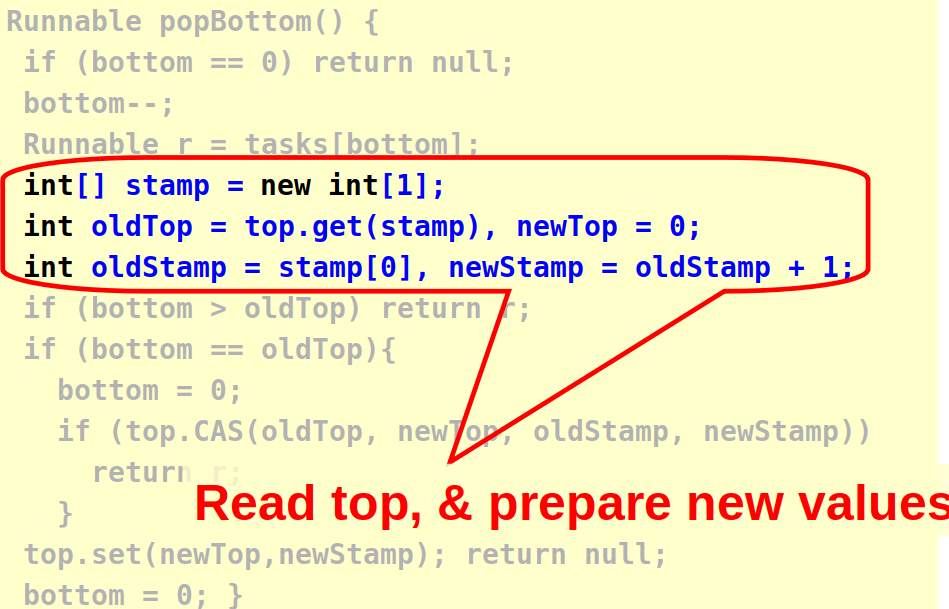 Runnable popBottom() {
if (bottom == 0) return null;
bottom--;
Runnable r = tasks[bottom];
int[] stamp = new int[1];
int oldTop = top.get(stamp), newTop = 0;
int oldStamp = stamp[0], newStamp = oldStamp + 1;
if (bottom > oldTop) return r;
if (bottom == oldTop){
bottom = 0;
if (top.CAS(oldTop, newTop, oldStamp, newStamp))
return r;
Read top, & prepare new values
}
top.set(newTop,newStamp); return null;
bottom = 0; }